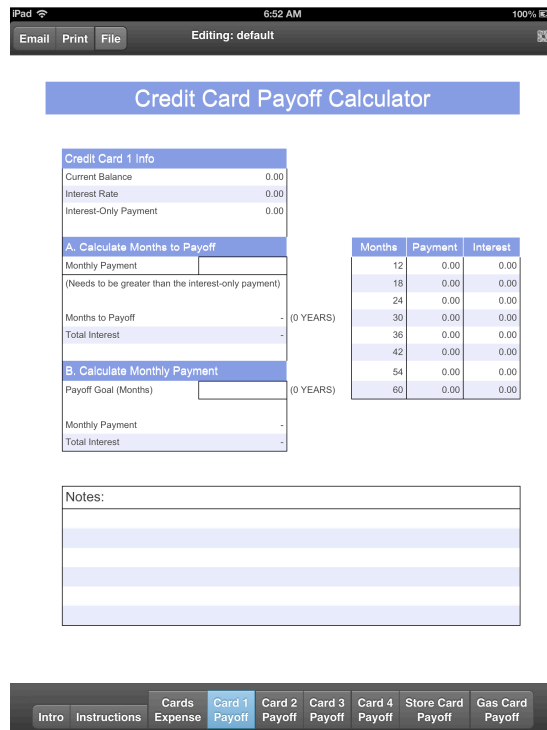 iPad 6:52 AM 100%
Email Print File Editing: default
Credit Card Payoff Calculator
Credit Card 1 Info
Current Balance 0.00
Interest Rate 0.00
Interest-Only Payment 0.00
A. Calculate Months to Payoff
Monthly Payment
(Needs to be greater than the interest-only payment)
Months to Payoff - (0 YEARS)
Total Interest -
B. Calculate Monthly Payment
Payoff Goal (Months) (0 YEARS)
Monthly Payment -
Total Interest -
Months Payment Interest
12 0.00 0.00
18 0.00 0.00
24 0.00 0.00
30 0.00 0.00
36 0.00 0.00
42 0.00 0.00
54 0.00 0.00
60 0.00 0.00
Notes:
Intro Instructions Cards Expense Card 1 Payoff Card 2 Payoff Card 3 Payoff Card 4 Payoff Store Card Payoff Gas Card Payoff